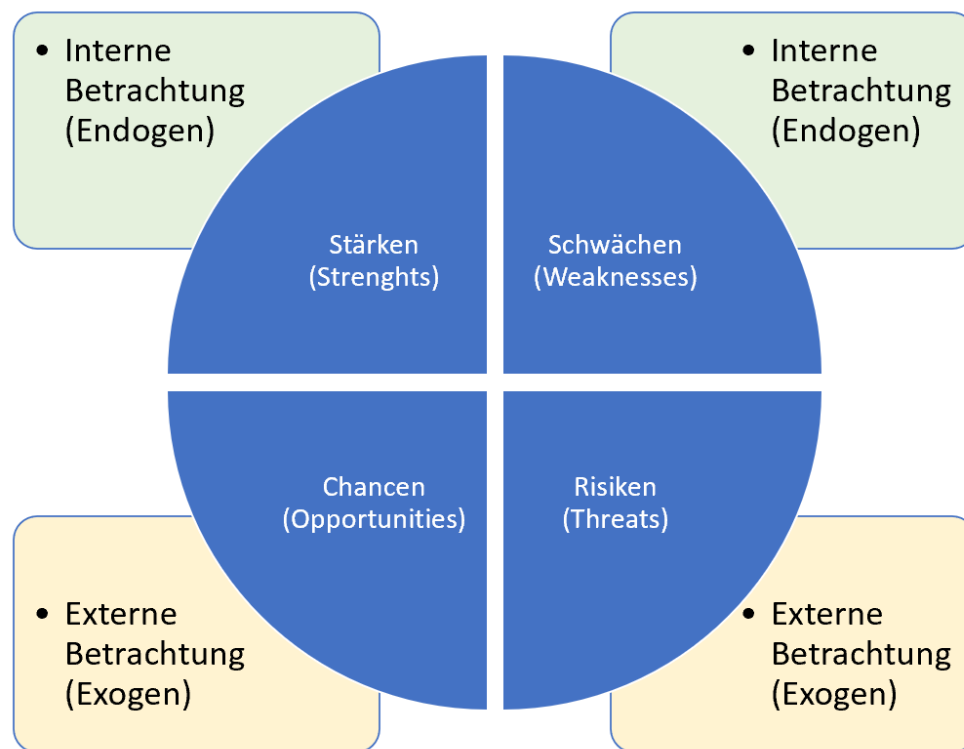 • Interne
Betrachtung
(Endogen)
• Interne
Betrachtung
(Endogen)
Stärken
(Strenghts)
Schwächen
(Weaknesses)
Chancen
(Opportunities)
Risiken
(Threats)
• Externe
Betrachtung
(Exogen)
• Externe
Betrachtung
(Exogen)